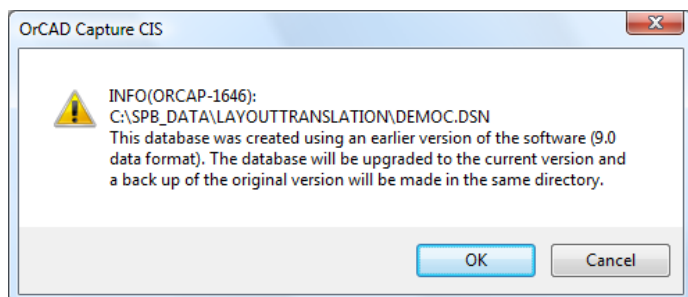 OrCAD Capture CIS
INFO(ORCAP-1646):
C:\SPB_DATA\LAYOUTTRANSLATION\DEMOC.DSN
This database was created using an earlier version of the software (9.0
data format). The database will be upgraded to the current version and
a back up of the original version will be made in the same directory.
OK
Cancel